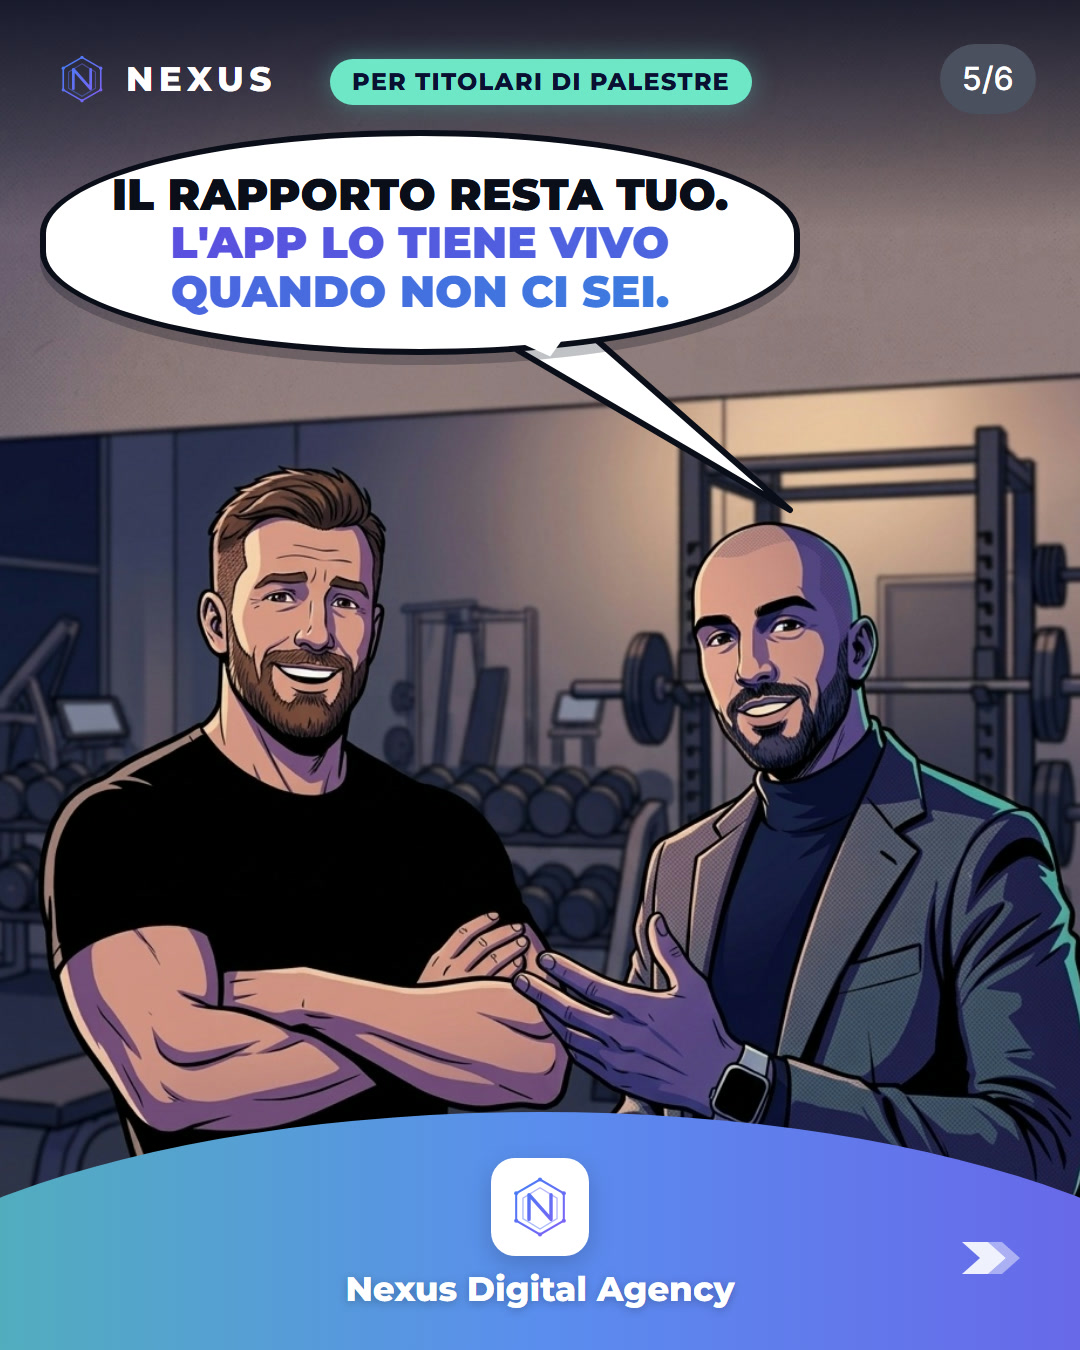 NEXUS
PER TITOLARI DI PALESTRE
5/6
IL RAPPORTO RESTA TUO.
L'APP LO TIENE VIVO
QUANDO NON CI SEI.
N
Nexus Digital Agency